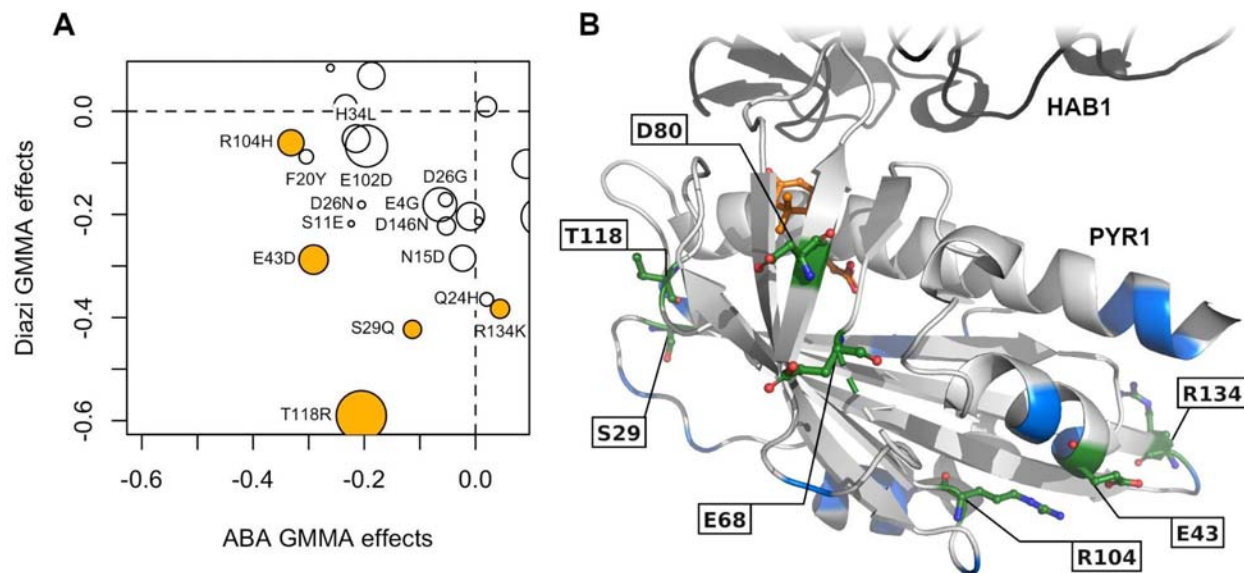 A
B
0.0
-0.2
-0.4
-0.6
Diazi GMMA effects
-0.6
-0.4
-0.2
0.0
ABA GMMA effects
H34L
R104H
F20Y
E102D
D26G
D26N
E4G
S11E
D146N
E43D
N15D
Q24H
S29Q
R134K
T118R
HAB1
D80
PYR1
T118
R134
S29
E68
E43
R104